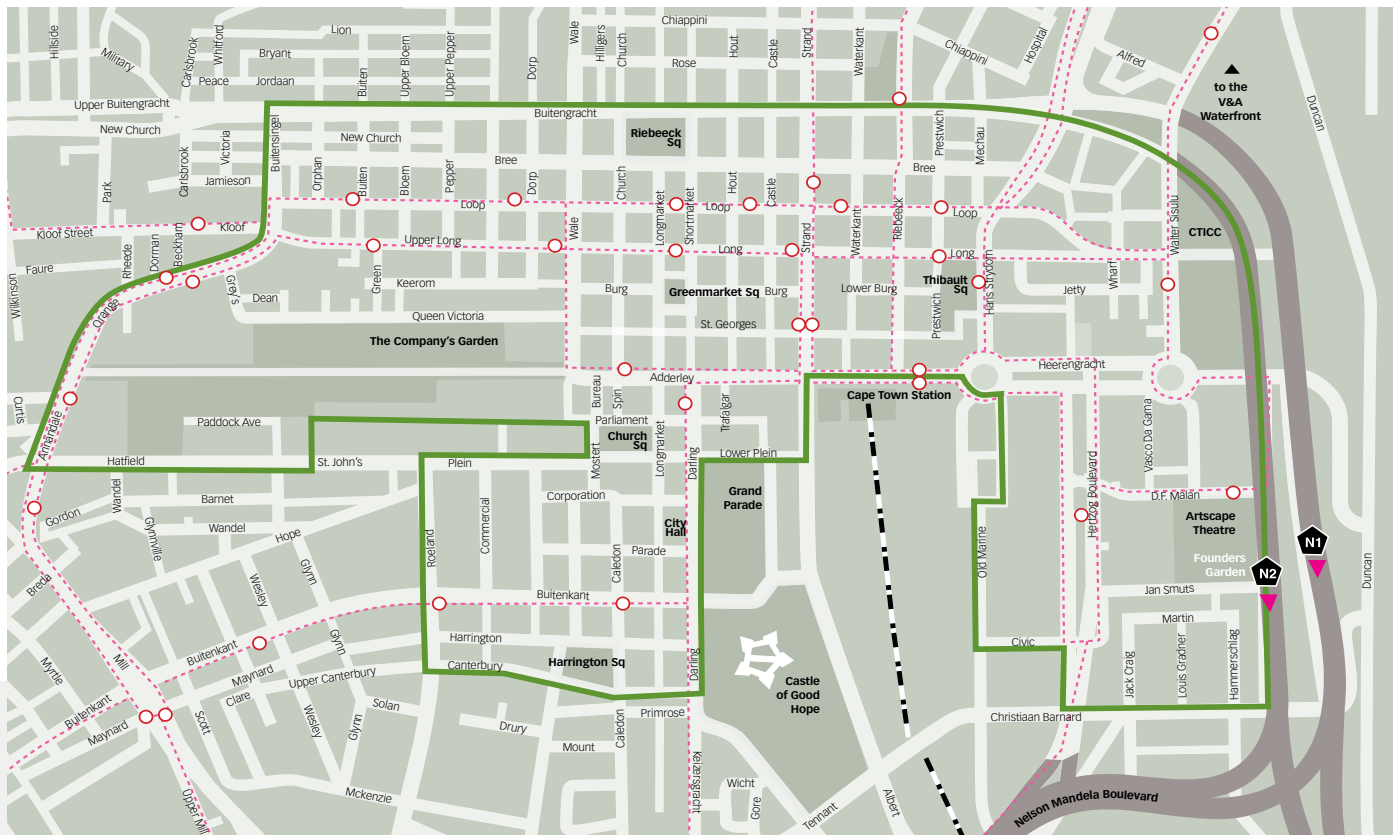 Hillside
Military
Carlsbrook
Whitford
Lion
Bryant
Peace
Jordaan
Buiten
Upper Bloem
Upper Pepper
Dorp
Wale
Hilligers
Church
Chiappini
Rose
Hout
Castle
Strand
Waterkant
Chiappini
Hospital
Alfred
to the
V&A
Waterfront
Duncan
Upper Buitengracht
Buitengracht
New Church
Victoria
Buitensingel
Orphan
New Church
Riebeeck
Sq
Prestwich
Mechau
Carlsbrook
Jamieson
Park
Buiten
Bloem
Pepper
Bree
Dorp
Church
Longmarket
Shortmarket
Hout
Castle
Bree
Loop
Loop
Loop
Kloof Street
Kloof
Wale
Strand
Waterkant
Riebeeck
Walter Sisulu
CTICC
Upper Long
Long
Long
Faure
Rheede
Dorman
Beckham
Wilkinson
Orange
Grey's
Dean
Green
Keerom
Burg
Greenmarket Sq
Burg
Lower Burg
Thibault
Sq
Hans Strydom
Jetty
Wharf
Prestwich
Queen Victoria
St. Georges
The Company's Garden
Heerengracht
Adderley
Cape Town Station
Curtis
Annandale
Paddock Ave
Bureau
Spin
Parliament
Church
Sq
Longmarket
Trafalgar
Mostert
Darling
Lower Plein
Vasco Da Gama
Hatfield
St. John's
Plein
Hertzog Boulevard
D.F. Malan
Wandel
Barnet
Gordon
Glynnville
Wandel
Hope
Corporation
Commercial
Roeland
City
Hall
Grand
Parade
Artscape
Theatre
Founders
Garden
N1
N2
Old Marine
Parade
Caledon
Breda
Wesley
Glynn
Buitenkant
Jan Smuts
Duncan
Martin
Glynn
Harrington
Harrington Sq
Canterbury
Darling
Civic
Jack Craig
Louis Gradner
Hammerschlag
Mill
Myrtle
Buitenkant
Maynard
Clare
Upper Canterbury
Castle
of Good
Hope
Buitenkant
Maynard
Scott
Wesley
Glynn
Solan
Drury
Primrose
Caledon
Christiaan Barnard
Mount
Keizersgracht
Upper Mill
Mckenzie
Wicht
Gore
Tennant
Albert
Nelson Mandela Boulevard